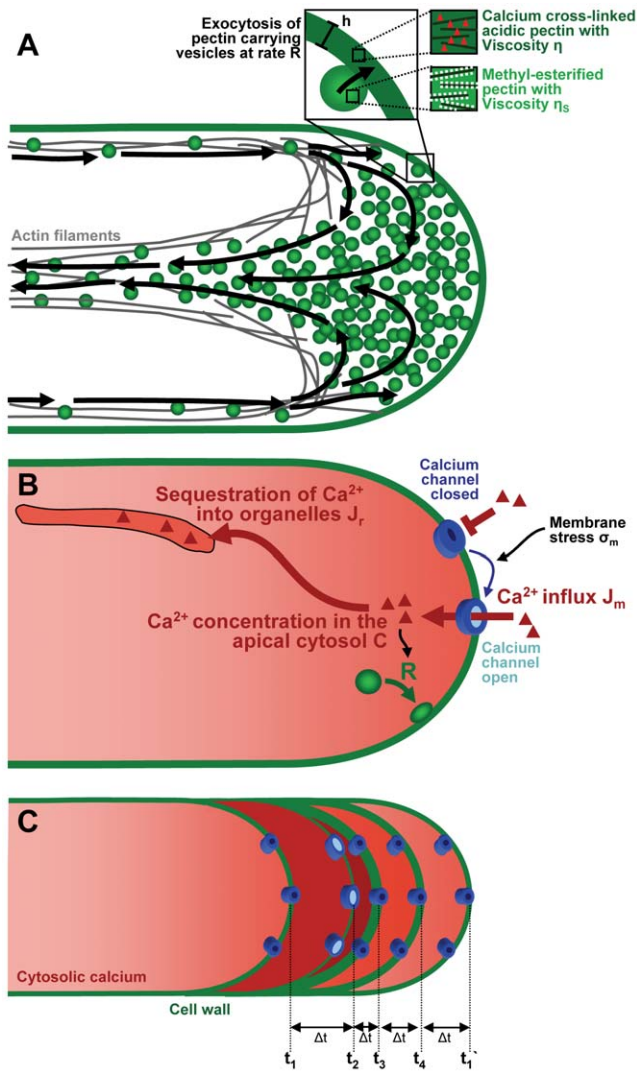 A
Exocytosis of
pectin carrying
vesicles at rate R
h
Calcium cross-linked
acidic pectin with
Viscosity η
Methyl-esterified
pectin with
Viscosity ηs
Actin filaments
B
Sequestration of Ca2+
into organelles Jr
Calcium
channel
closed
Membrane
stress σm
Ca2+ influx Jm
Ca2+ concentration in the
apical cytosol C
R
Calcium
channel
open
C
Cytosolic calcium
Cell wall
Δt Δt Δt Δt
t1 t2 t3 t4 t1`